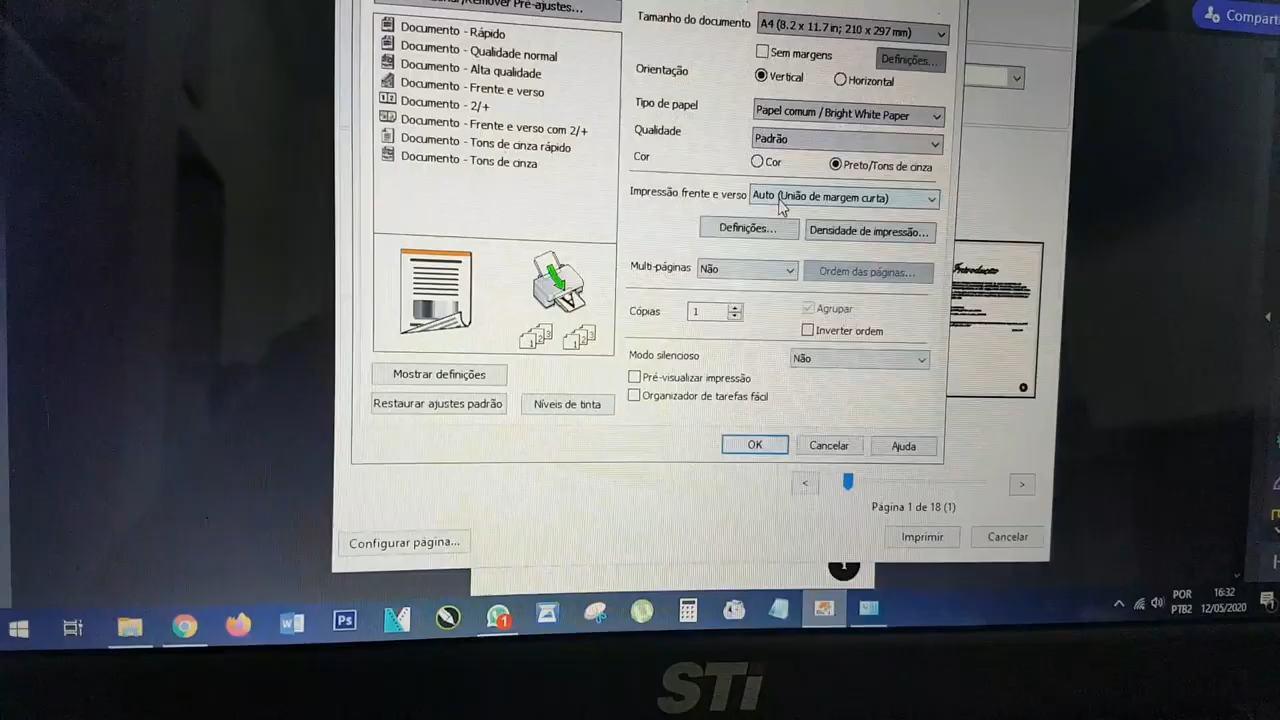 Pré-ajustes...
Documento - Rápido
Documento - Qualidade normal
Documento - Alta qualidade
Documento - Frente e verso
Documento - 2/+
Documento - Frente e verso com 2/+
Documento - Tons de cinza rápido
Documento - Tons de cinza
Mostrar definições
Restaurar ajustes padrão
Níveis de tinta
Tamanho do documento
A4 (8.2 x 11.7 in; 210 x 297 mm)
Sem margens
Definições...
Orientação
Vertical
Horizontal
Tipo de papel
Papel comum / Bright White Paper
Qualidade
Padrão
Cor
Cor
Preto/Tons de cinza
Impressão frente e verso
Auto (União de margem curta)
Definições...
Densidade de impressão...
Multi-páginas
Não
Ordem das páginas...
Cópias
1
Agrupar
Inverter ordem
Modo silencioso
Não
Pré-visualizar impressão
Organizador de tarefas fácil
OK
Cancelar
Ajuda
Introdução
<
>
Página 1 de 18 (1)
Configurar página...
Imprimir
Cancelar
Comparti
Ps
1
POR
PTB2
16:32
12/05/2020
STi